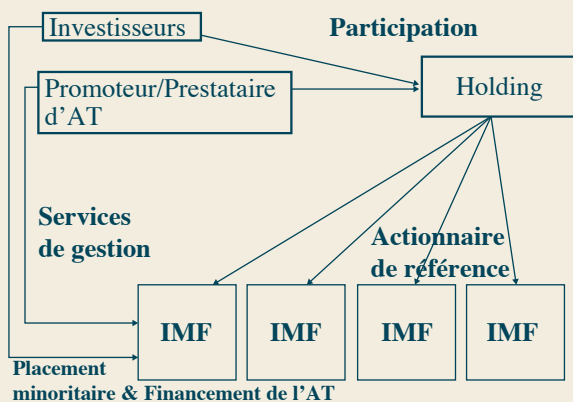 Investisseurs
Participation
Promoteur/Prestataire
d’AT
Holding
Services
de gestion
Actionnaire
de référence
IMF
IMF
IMF
IMF
Placement
minoritaire & Financement de l’AT